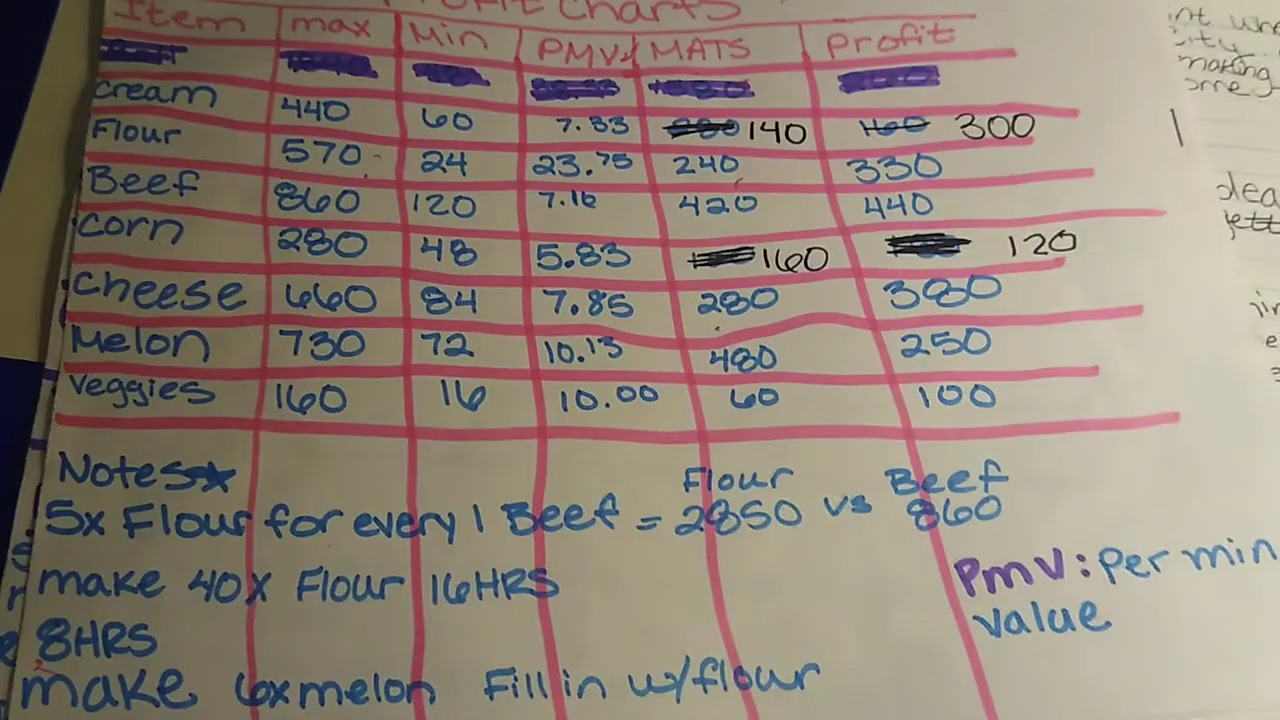 Profit Charts
Item max Min PMV MATS Profit
cream 440 60 7.33 140 300
Flour 570 24 23.75 240 330
Beef 860 120 7.16 420 440
corn 280 48 5.83 160 120
cheese 660 84 7.85 280 380
Melon 730 72 10.13 480 250
veggies 160 16 10.00 60 100
Notes
Flour Beef
5x Flour for every 1 Beef = 2850 vs 860
make 40x Flour 16HRS
Pmv: per min
value
8HRS
make 6x melon Fill in w/flour